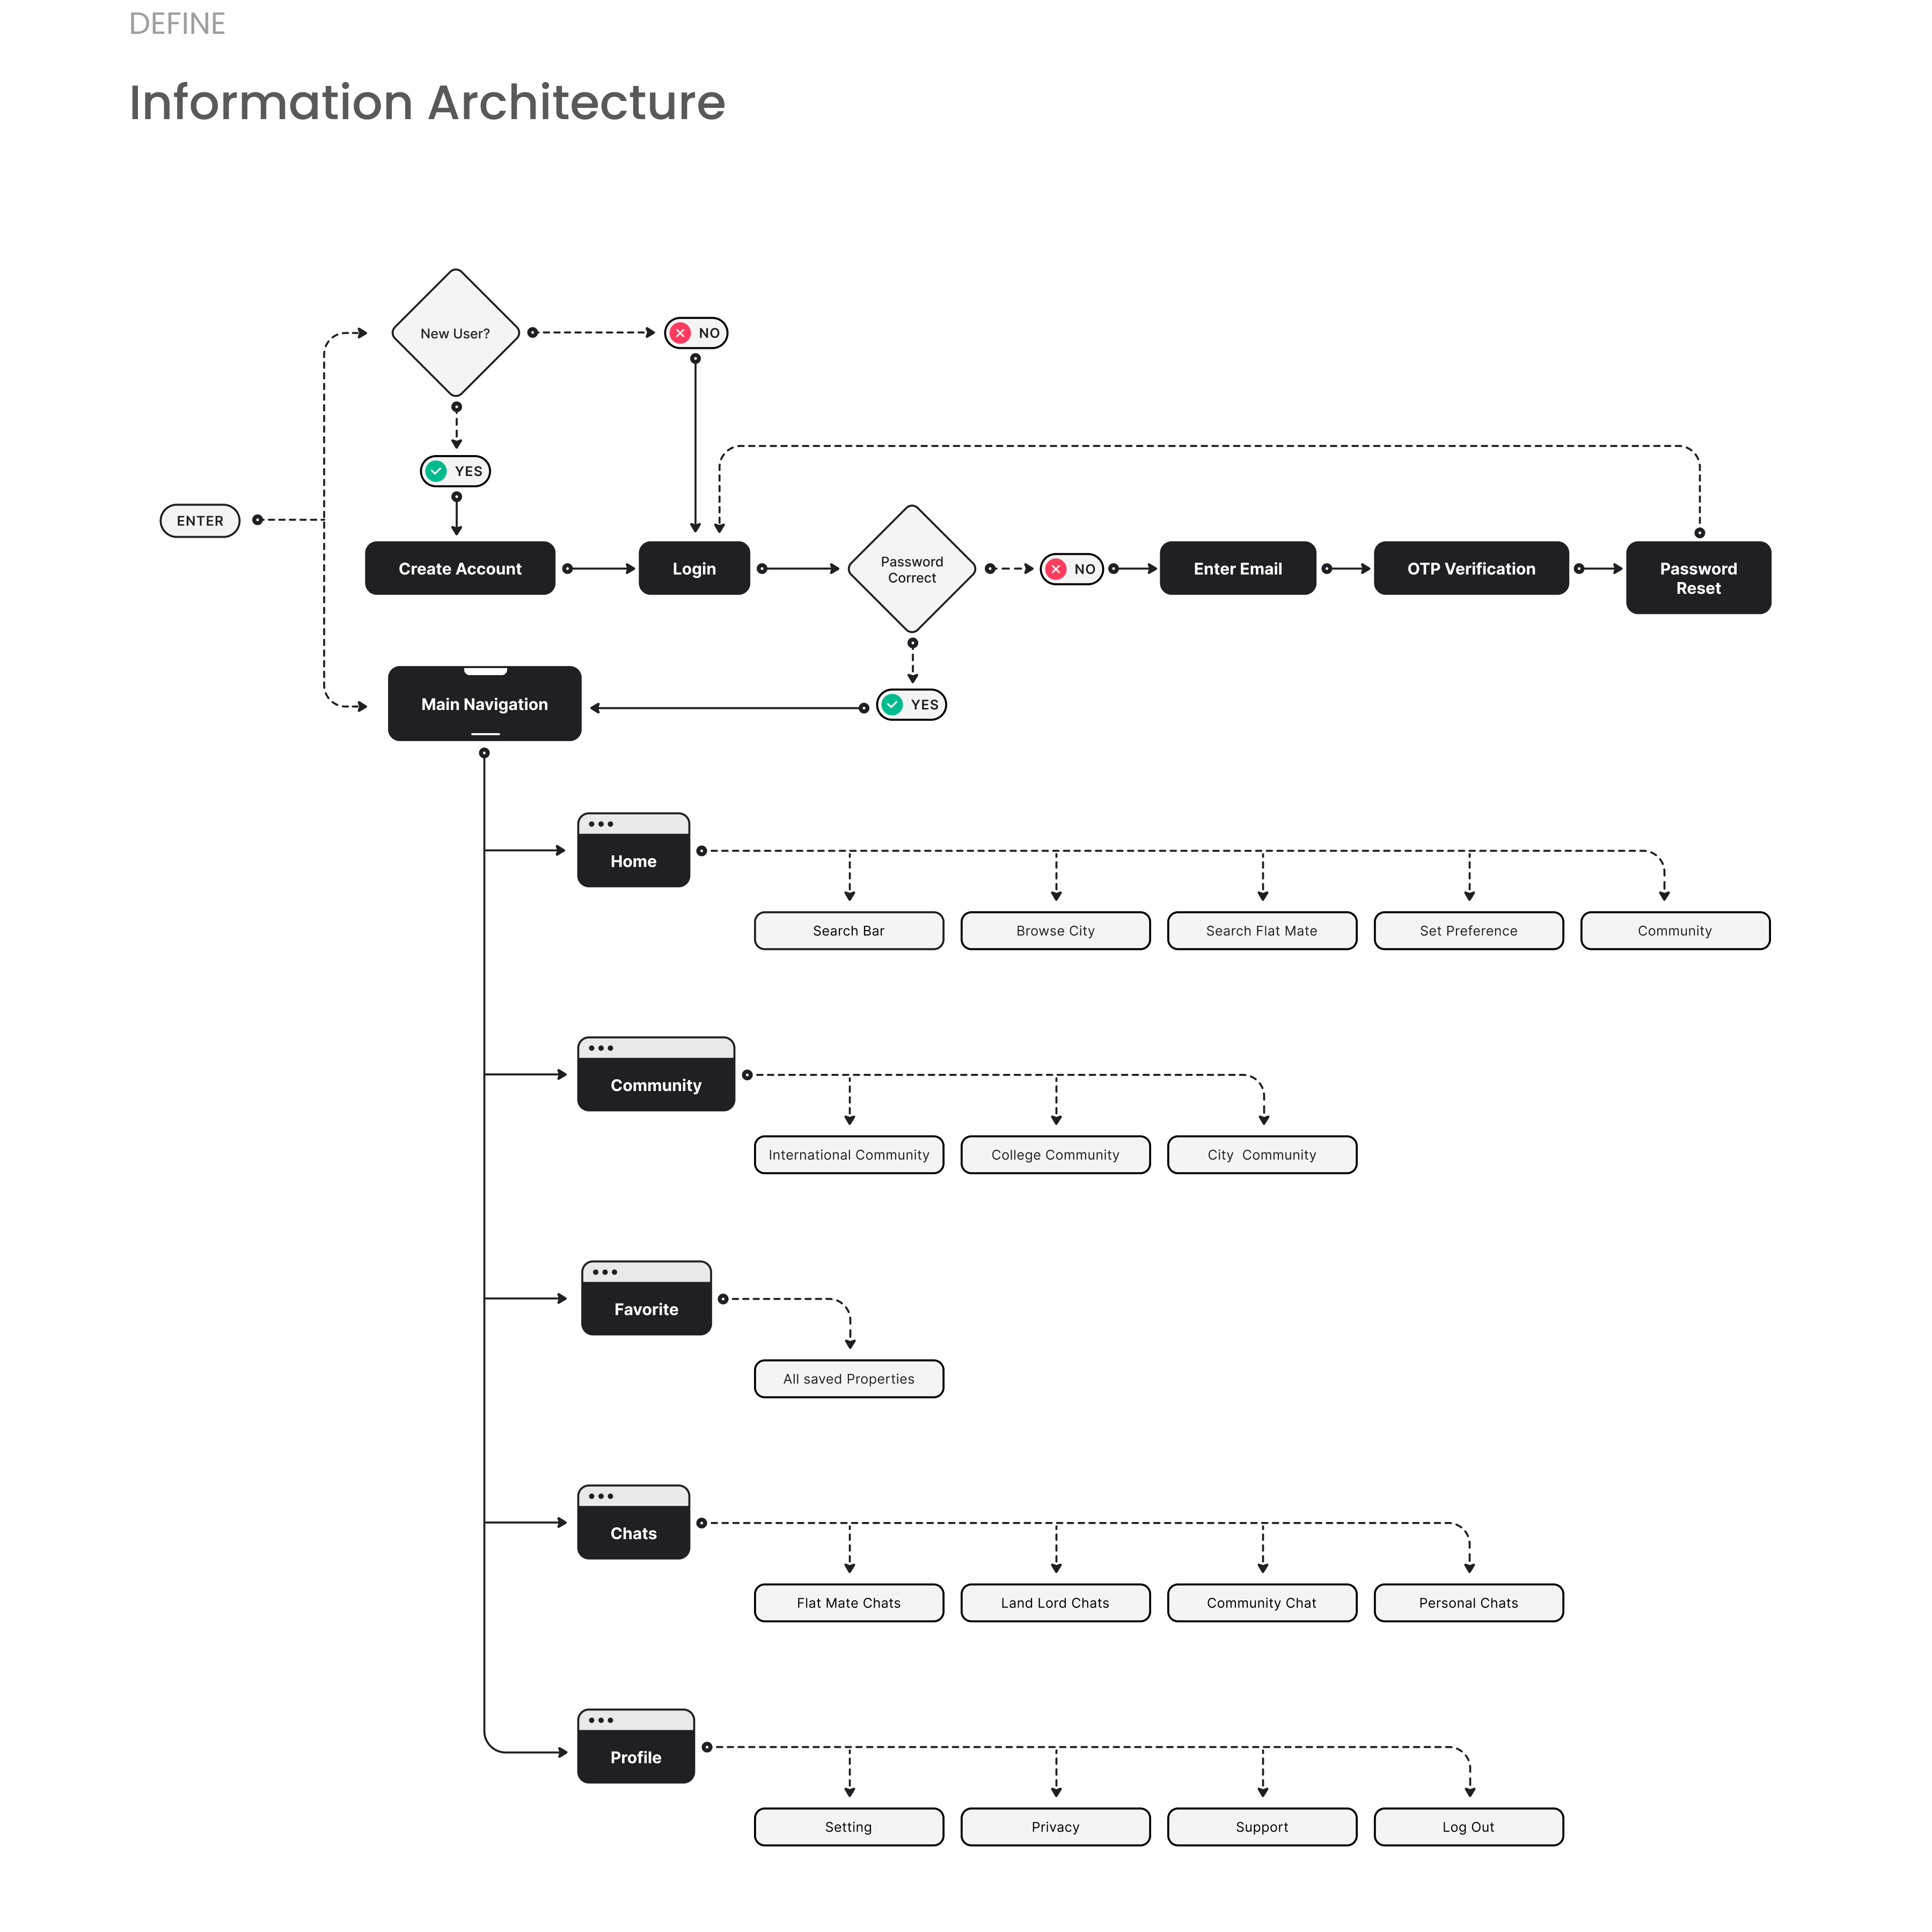 DEFINE
Information Architecture
New User?
NO
YES
ENTER
Create Account
Login
Password
Correct
NO
Enter Email
OTP Verification
Password
Reset
Main Navigation
YES
Home
Search Bar
Browse City
Search Flat Mate
Set Preference
Community
Community
International Community
College Community
City  Community
Favorite
All saved Properties
Chats
Flat Mate Chats
Land Lord Chats
Community Chat
Personal Chats
Profile
Setting
Privacy
Support
Log Out